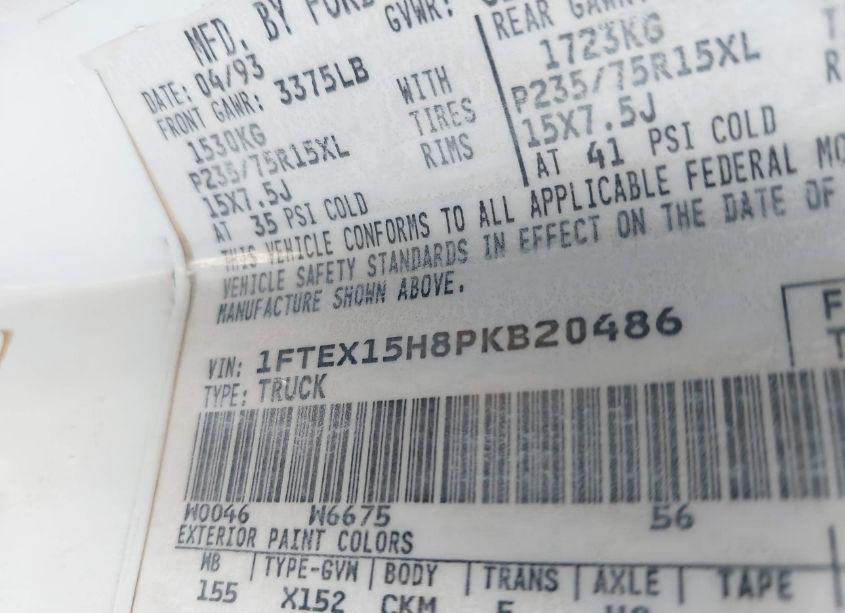 MFD. BY FORD
GVWR:
DATE: 04/93
FRONT GAWR: 3375LB
1530KG WITH
P235/75R15XL TIRES
15X7.5J RIMS
AT 35 PSI COLD
REAR GAWR:
1723KG
P235/75R15XL
15X7.5J
AT 41 PSI COLD
THIS VEHICLE CONFORMS TO ALL APPLICABLE FEDERAL MO
VEHICLE SAFETY STANDARDS IN EFFECT ON THE DATE OF
MANUFACTURE SHOWN ABOVE.
VIN: 1FTEX15H8PKB20486
TYPE: TRUCK
W0046 W6675 56
EXTERIOR PAINT COLORS
WB TYPE-GVW BODY TRANS AXLE TAPE
155 X152 CKM